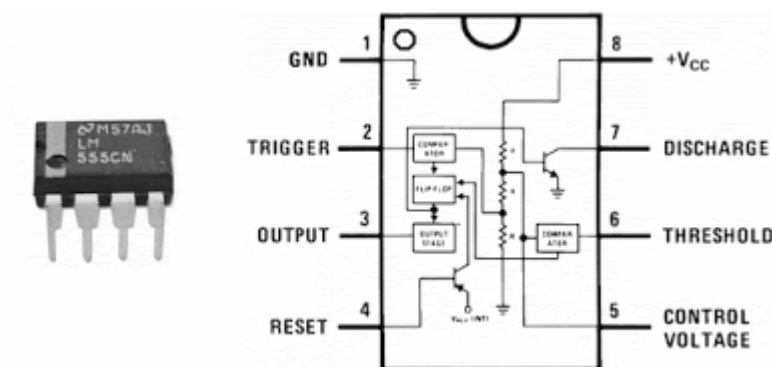 M57AJ
LM
555CN
1
GND
2
TRIGGER
3
OUTPUT
4
RESET
8
+VCC
7
DISCHARGE
6
THRESHOLD
5
CONTROL
VOLTAGE
COMPAR
ATOR
FLIP FLOP
OUTPUT
STAGE
COMPAR
ATOR
R
R
R
VREF (INT)